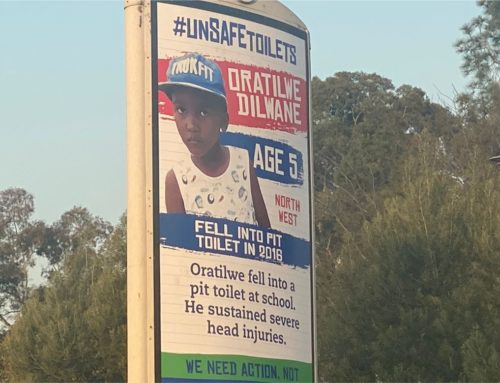 #UNSAFETOILETS
TRUKFIT
ORATILWE
DILWANE
AGE 5
NORTH
WEST
FELL INTO PIT
TOILET IN 2016
Oratilwe fell into a
pit toilet at school.
He sustained severe
head injuries.
WE NEED ACTION, NOT